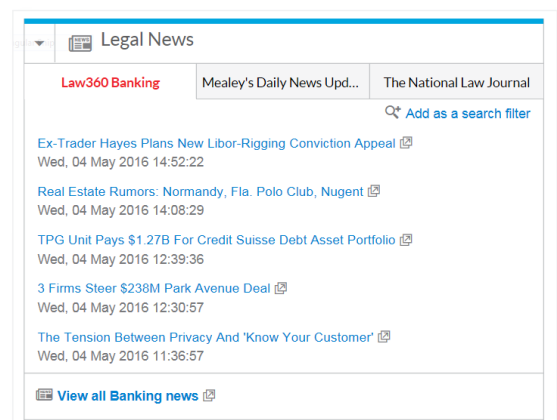 Legal News
Law360 Banking
Mealey's Daily News Upd...
The National Law Journal
Add as a search filter
Ex-Trader Hayes Plans New Libor-Rigging Conviction Appeal
Wed, 04 May 2016 14:52:22
Real Estate Rumors: Normandy, Fla. Polo Club, Nugent
Wed, 04 May 2016 14:08:29
TPG Unit Pays $1.27B For Credit Suisse Debt Asset Portfolio
Wed, 04 May 2016 12:39:36
3 Firms Steer $238M Park Avenue Deal
Wed, 04 May 2016 12:30:57
The Tension Between Privacy And 'Know Your Customer'
Wed, 04 May 2016 11:36:57
View all Banking news